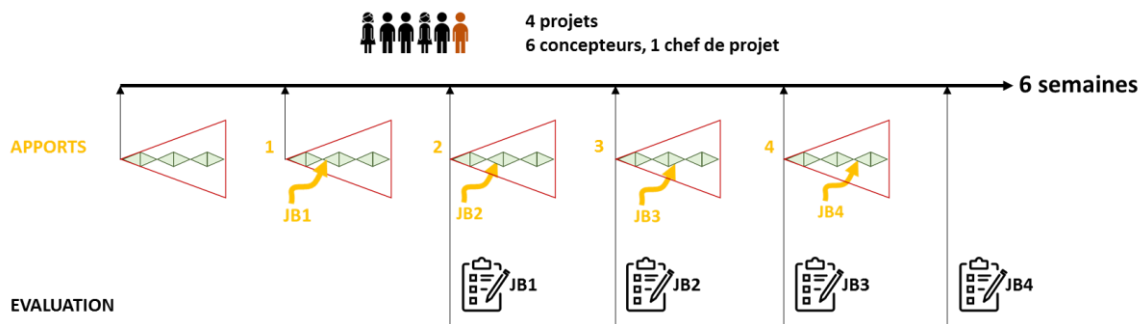 4 projets
6 concepteurs, 1 chef de projet
6 semaines
APPORTS
1
2
3
4
JB1
JB2
JB3
JB4
JB1
JB2
JB3
JB4
EVALUATION